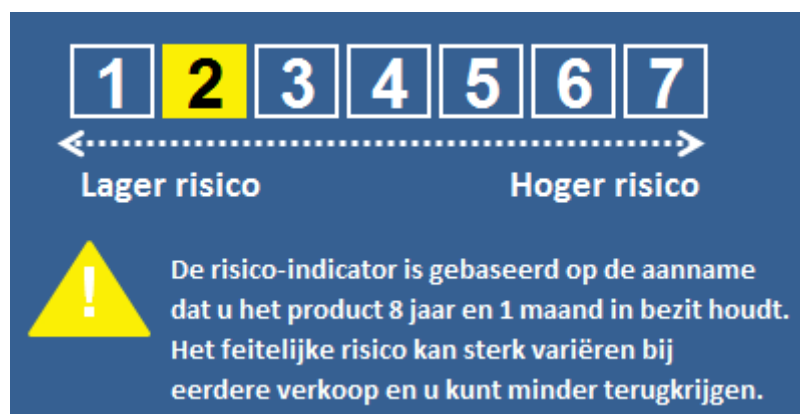 1 2 3 4 5 6 7
Lager risico Hoger risico
! De risico-indicator is gebaseerd op de aanname
dat u het product 8 jaar en 1 maand in bezit houdt.
Het feitelijke risico kan sterk variëren bij
eerdere verkoop en u kunt minder terugkrijgen.